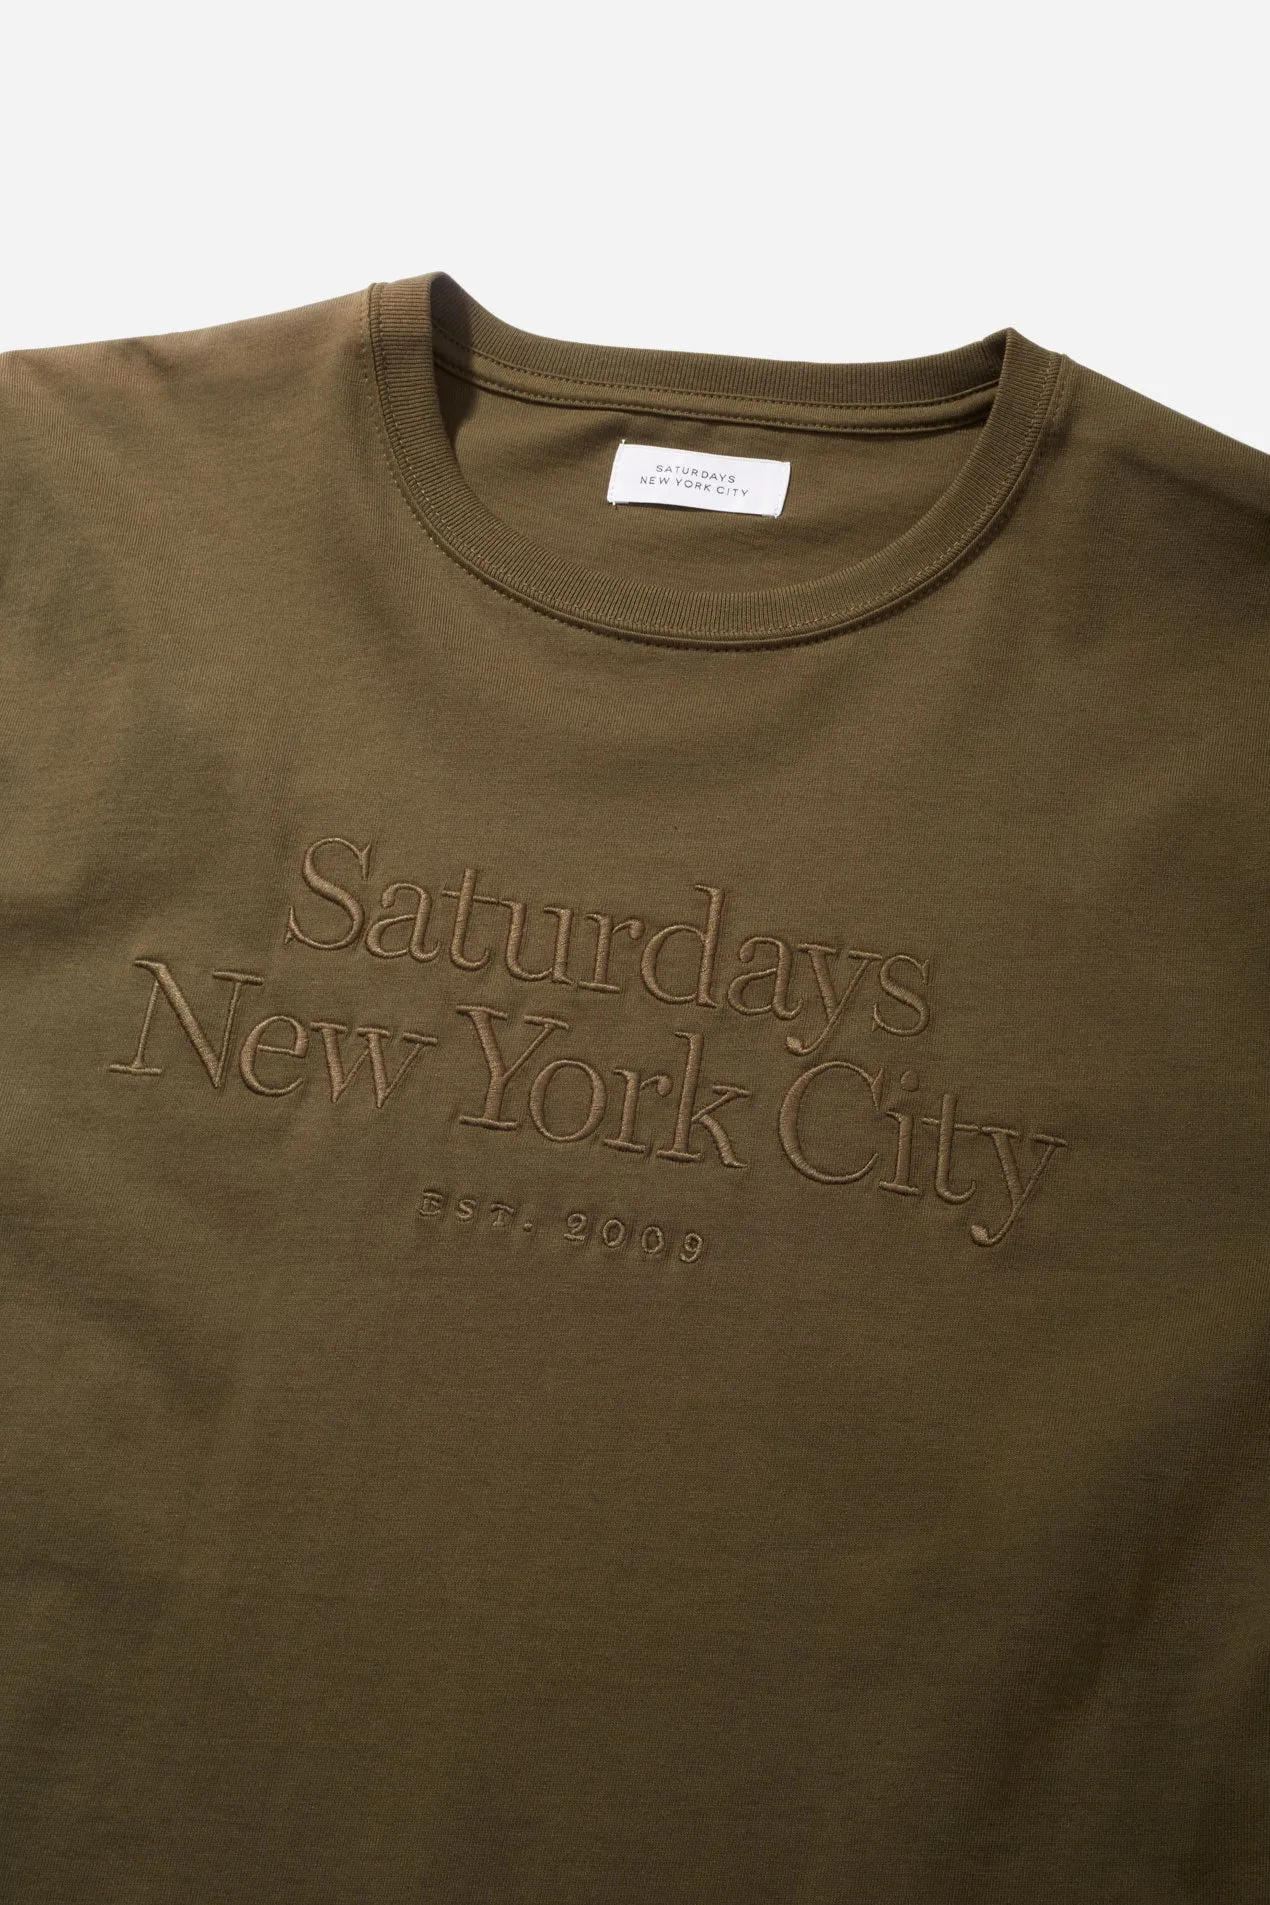 SATURDAYS
NEW YORK CITY
Saturdays
New York City
EST. 2009